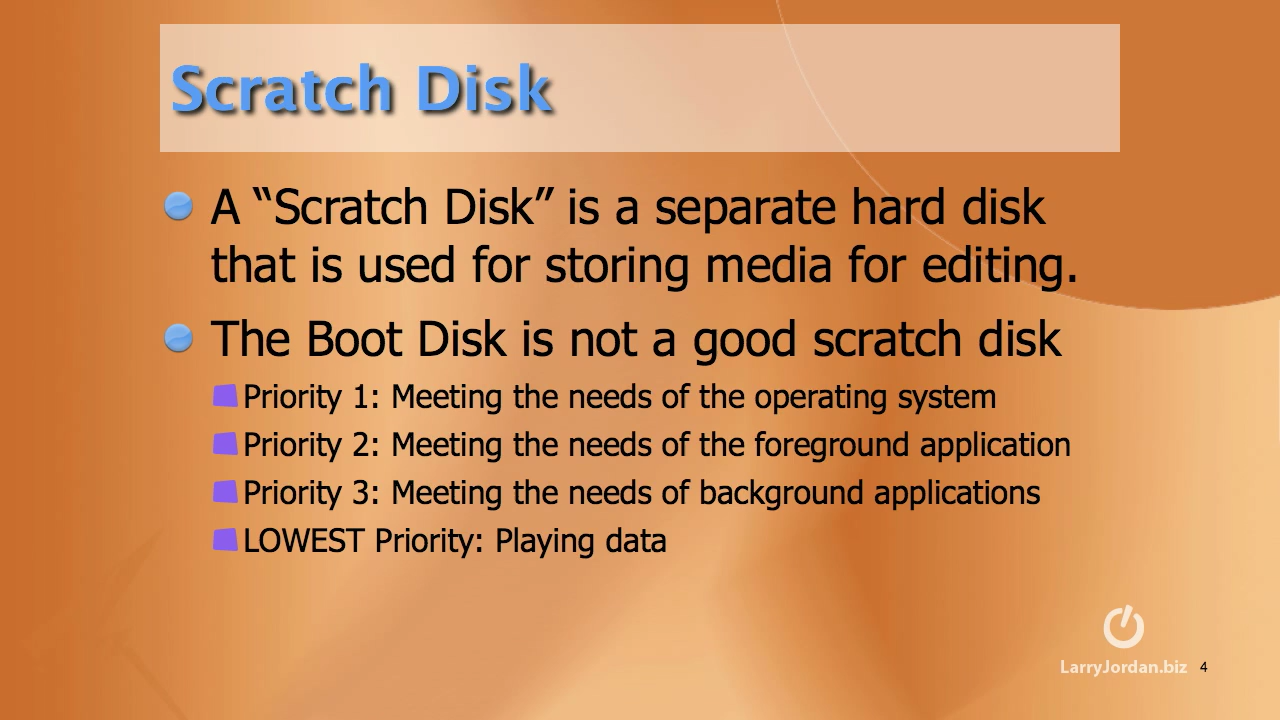 Scratch Disk
A “Scratch Disk” is a separate hard disk
that is used for storing media for editing.
The Boot Disk is not a good scratch disk
Priority 1: Meeting the needs of the operating system
Priority 2: Meeting the needs of the foreground application
Priority 3: Meeting the needs of background applications
LOWEST Priority: Playing data
LarryJordan.biz 4